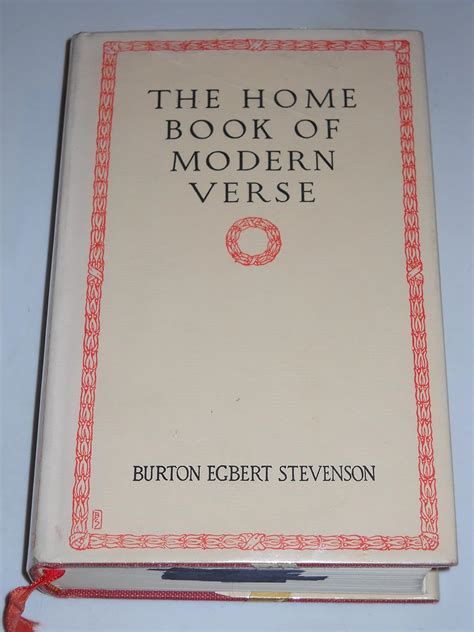 THE HOME
BOOK OF
MODERN
VERSE
BURTON EGBERT STEVENSON